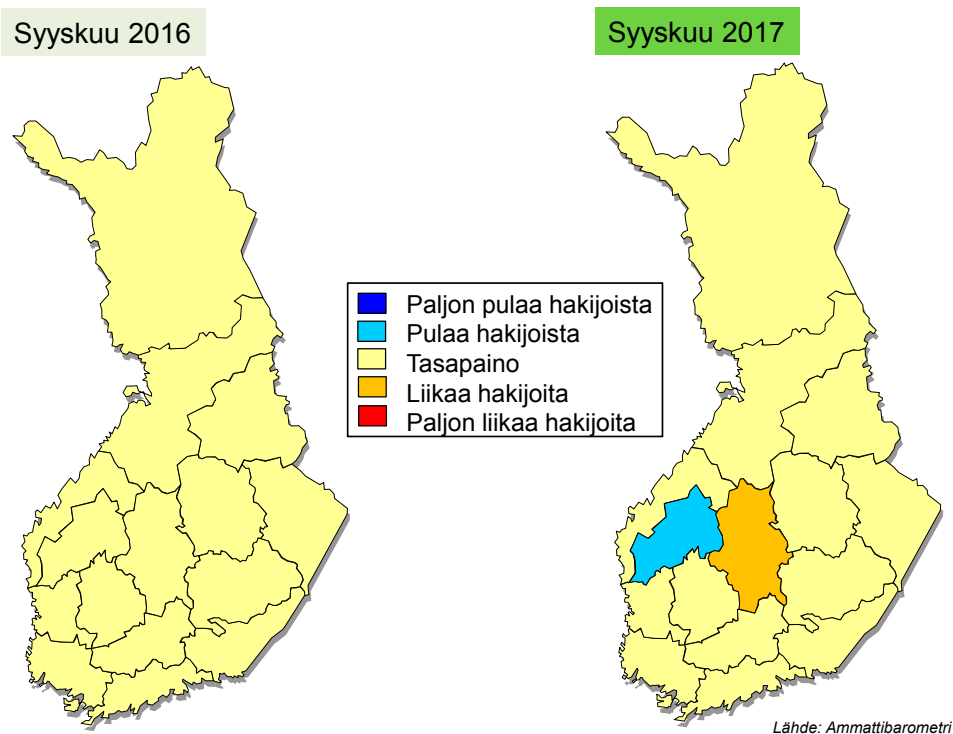 Syyskuu 2016
Syyskuu 2017
Paljon pulaa hakijoista
Pulaa hakijoista
Tasapaino
Liikaa hakijoita
Paljon liikaa hakijoita
Lähde: Ammattibarometri